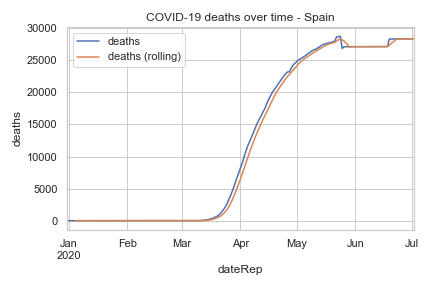 COVID-19 deaths over time - Spain
deaths
deaths (rolling)
30000
25000
20000
15000
10000
5000
0
deaths
Jan Feb Mar Apr May Jun Jul
2020
dateRep